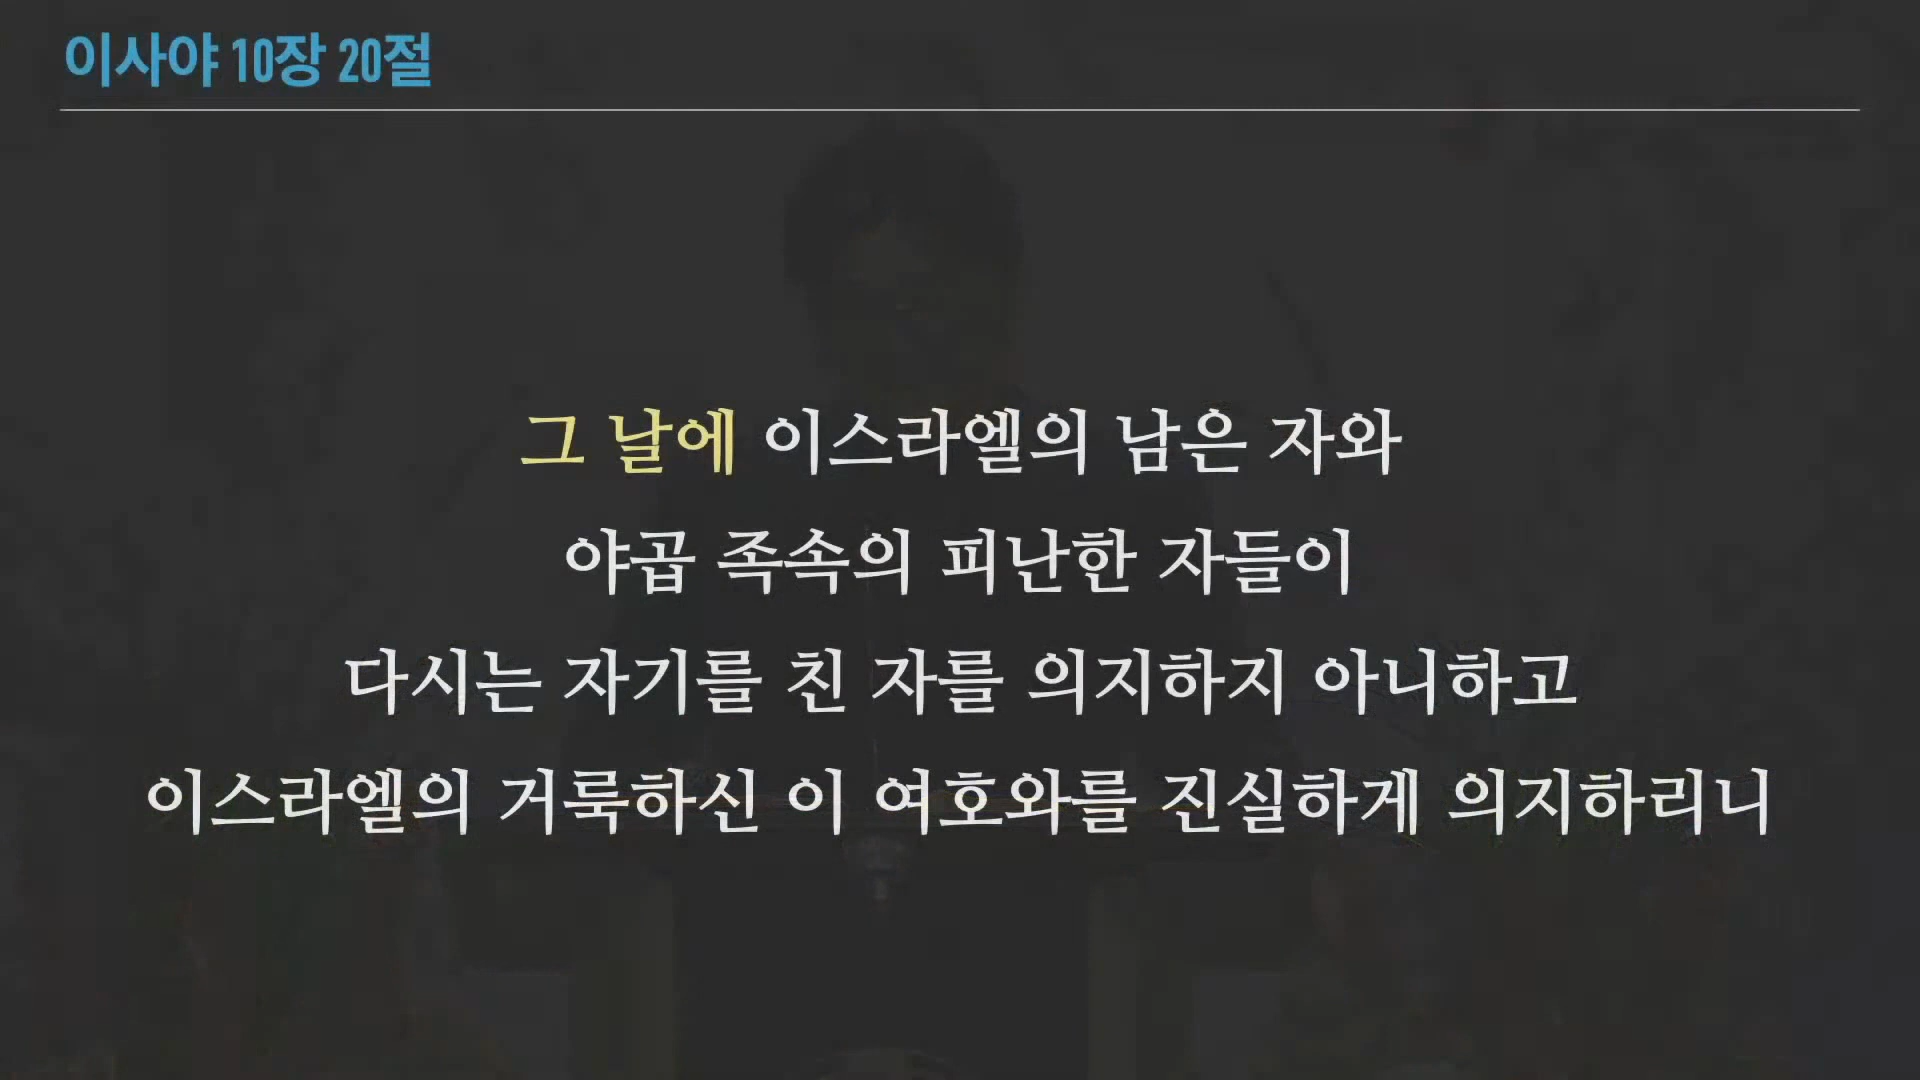 이사야 10장 20절
그 날에 이스라엘의 남은 자와
야곱 족속의 피난한 자들이
다시는 자기를 친 자를 의지하지 아니하고
이스라엘의 거룩하신 이 여호와를 진실하게 의지하리니